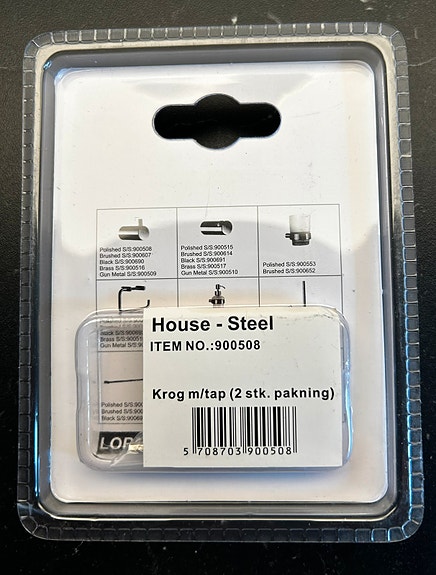 Polished S/S:900508
Brushed S/S:900607
Black S/S:900690
Brass S/S:900516
Gun Metal S/S:900509
Polished S/S:900515
Brushed S/S:900614
Black S/S:900691
Brass S/S:900517
Gun Metal S/S:900510
Polished S/S:900553
Brushed S/S:900652
House - Steel
ITEM NO.:900508
Krog m/tap (2 stk. pakning)
5 708703 900508